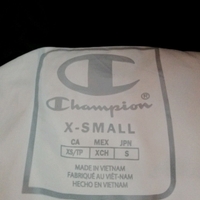 Champion
X-SMALL
CA MEX JPN
XS/TP XCH S
MADE IN VIETNAM
FABRIQUÉ AU VIÊT-NAM
HECHO EN VIETNAM